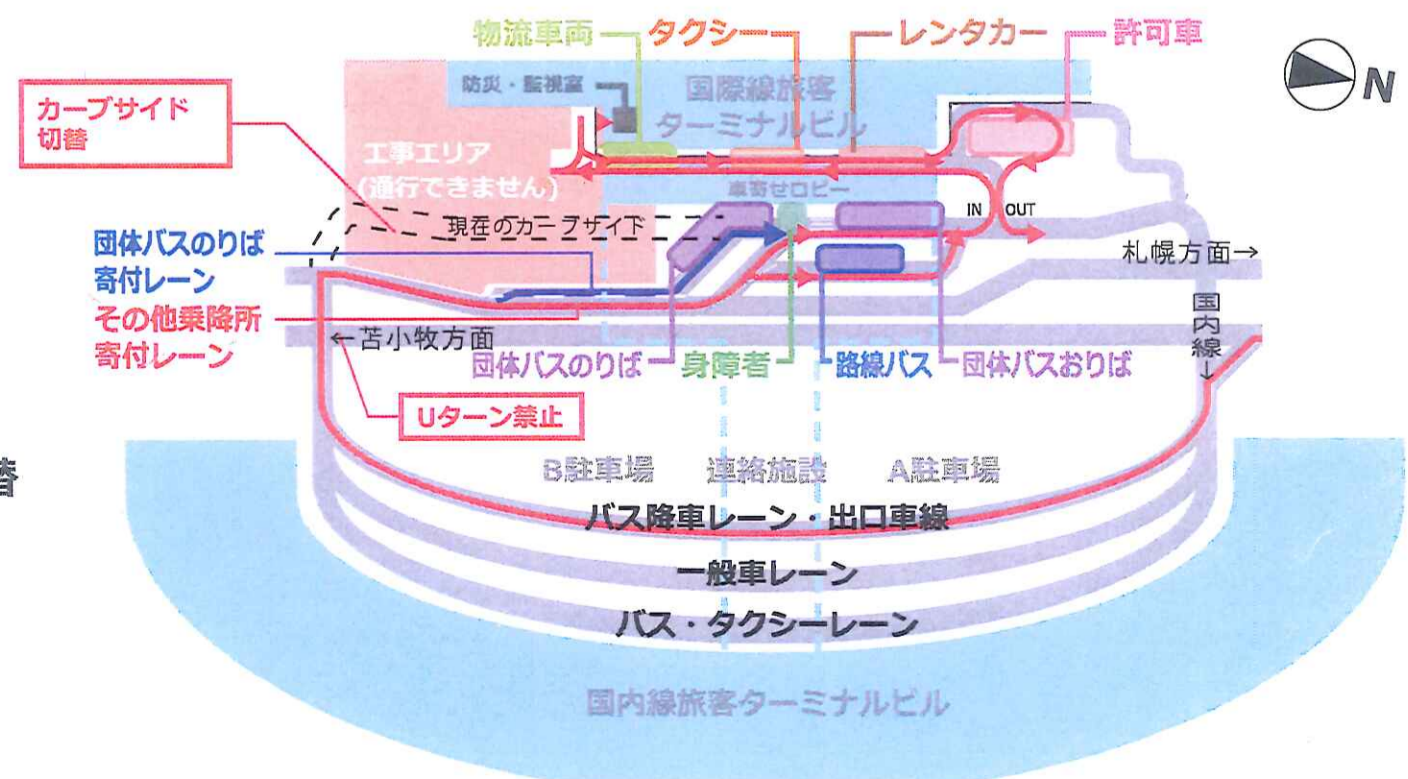 物流車両
タクシー
レンタカー
許可車
N
カーブサイド
切替
防災・監視室
国際線旅客
ターミナルビル
工事エリア
(通行できません)
車寄せロビー
現在のカーブサイド
IN
OUT
団体バスのりば
寄付レーン
札幌方面→
その他乗降所
寄付レーン
←苫小牧方面
国内線↓
団体バスのりば
身障者
路線バス
団体バスおりば
Uターン禁止
替
B駐車場
連絡施設
A駐車場
バス降車レーン・出口車線
一般車レーン
バス・タクシーレーン
国内線旅客ターミナルビル